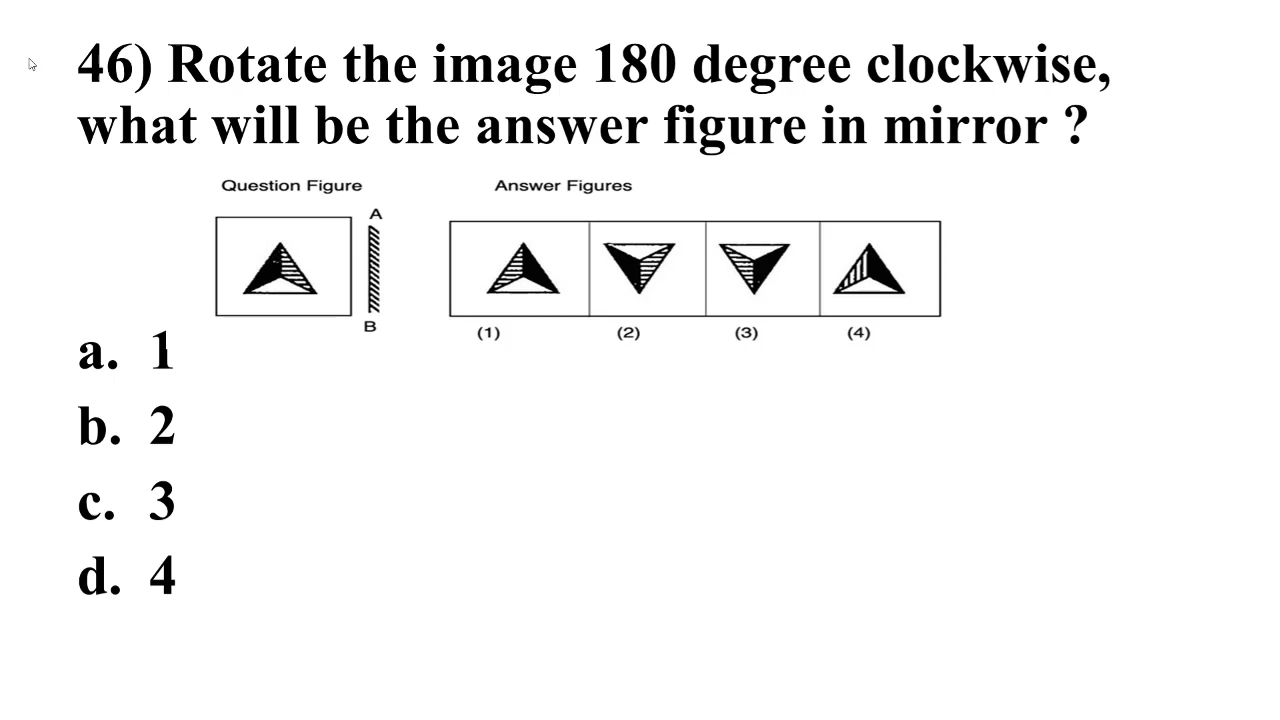 46) Rotate the image 180 degree clockwise,
what will be the answer figure in mirror ?
Question Figure
Answer Figures
A
B
(1) (2) (3) (4)
a. 1
b. 2
c. 3
d. 4